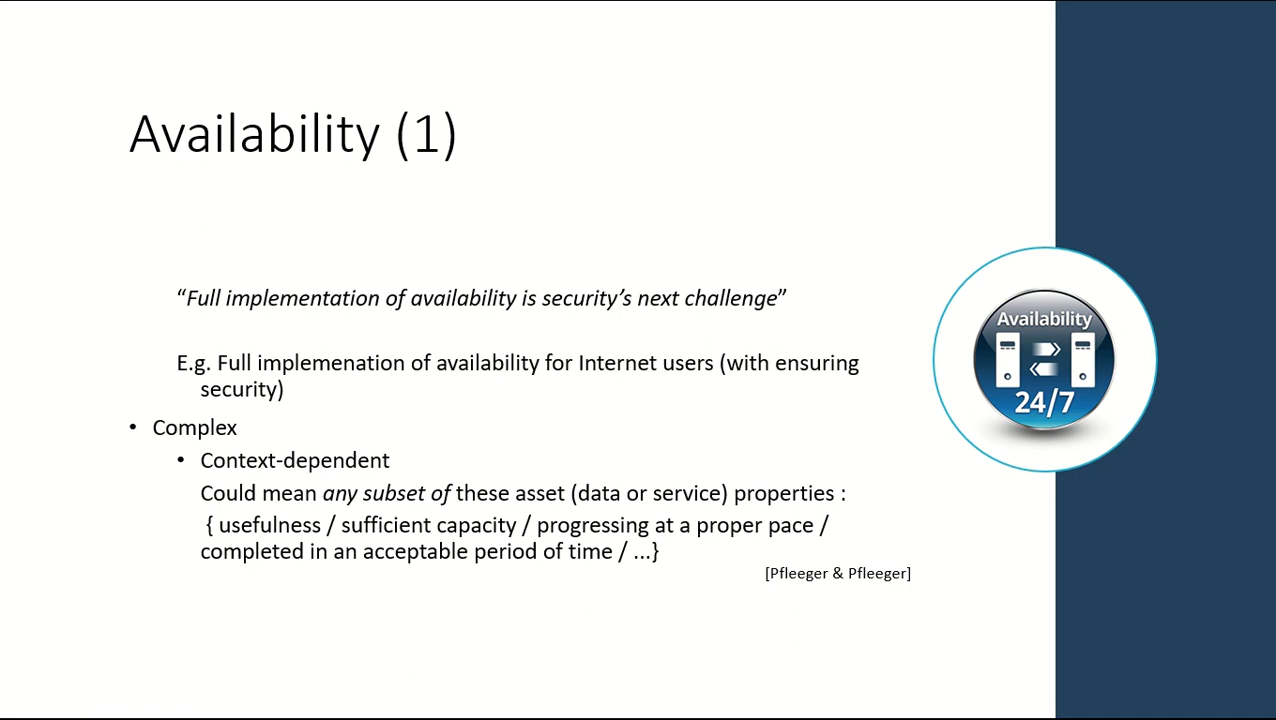 Availability (1)
“Full implementation of availability is security’s next challenge”
E.g. Full implemenation of availability for Internet users (with ensuring
security)
• Complex
• Context-dependent
Could mean any subset of these asset (data or service) properties :
{ usefulness / sufficient capacity / progressing at a proper pace /
completed in an acceptable period of time / ...}
[Pfleeger & Pfleeger]
Availability
24/7